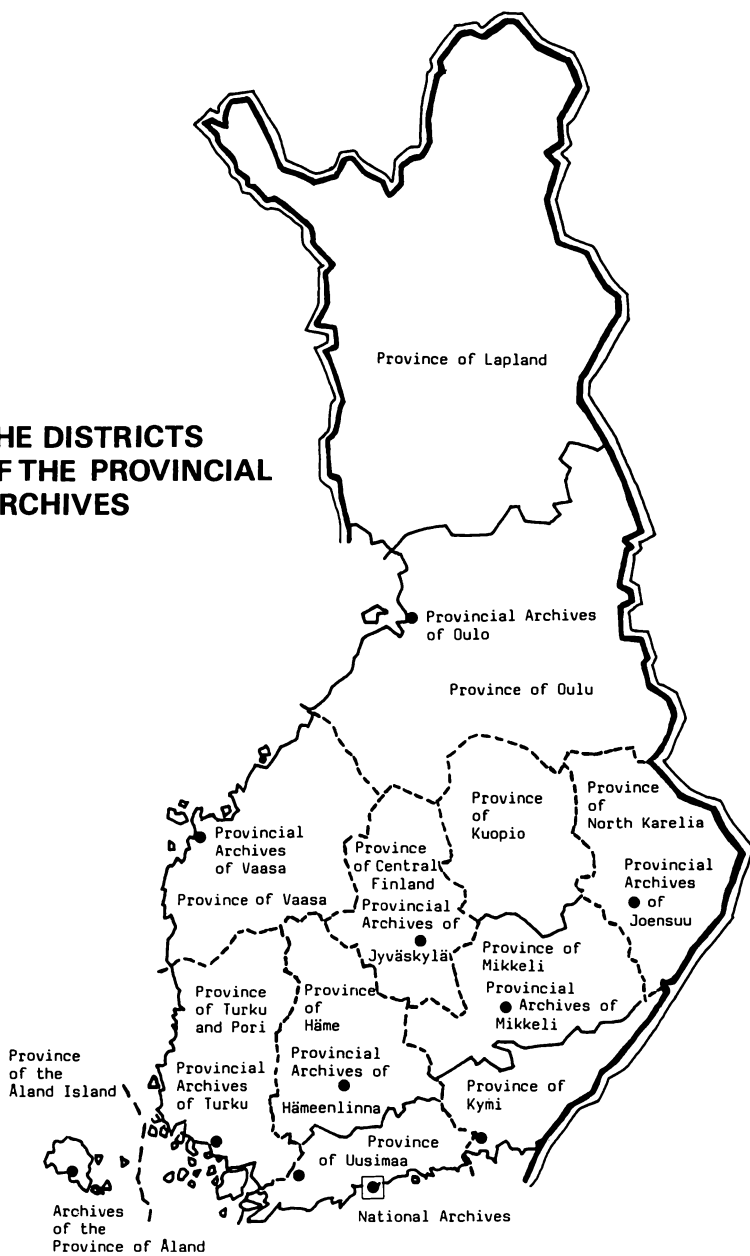 HE DISTRICTS
F THE PROVINCIAL
RCHIVES
Province of Lapland
Provincial Archives
of Oulo
Province of Oulu
Province
of
Kuopio
Province
of
North Karelia
Provincial
Archives
of Vaasa
Province of Vaasa
Province
of Central
Finland
Provincial
Archives of
Jyväskylä
Provincial
Archives
of
Joensuu
Province of
Mikkeli
Provincial
Archives of
Mikkeli
Province
of Turku
and Pori
Provincial
Archives
of Turku
Province
of
Häme
Provincial
Archives of
Hämeenlinna
Province of
Kymi
Province
of the
Åland Island
Province
of Uusimaa
National Archives
Archives
of the
Province of Åland